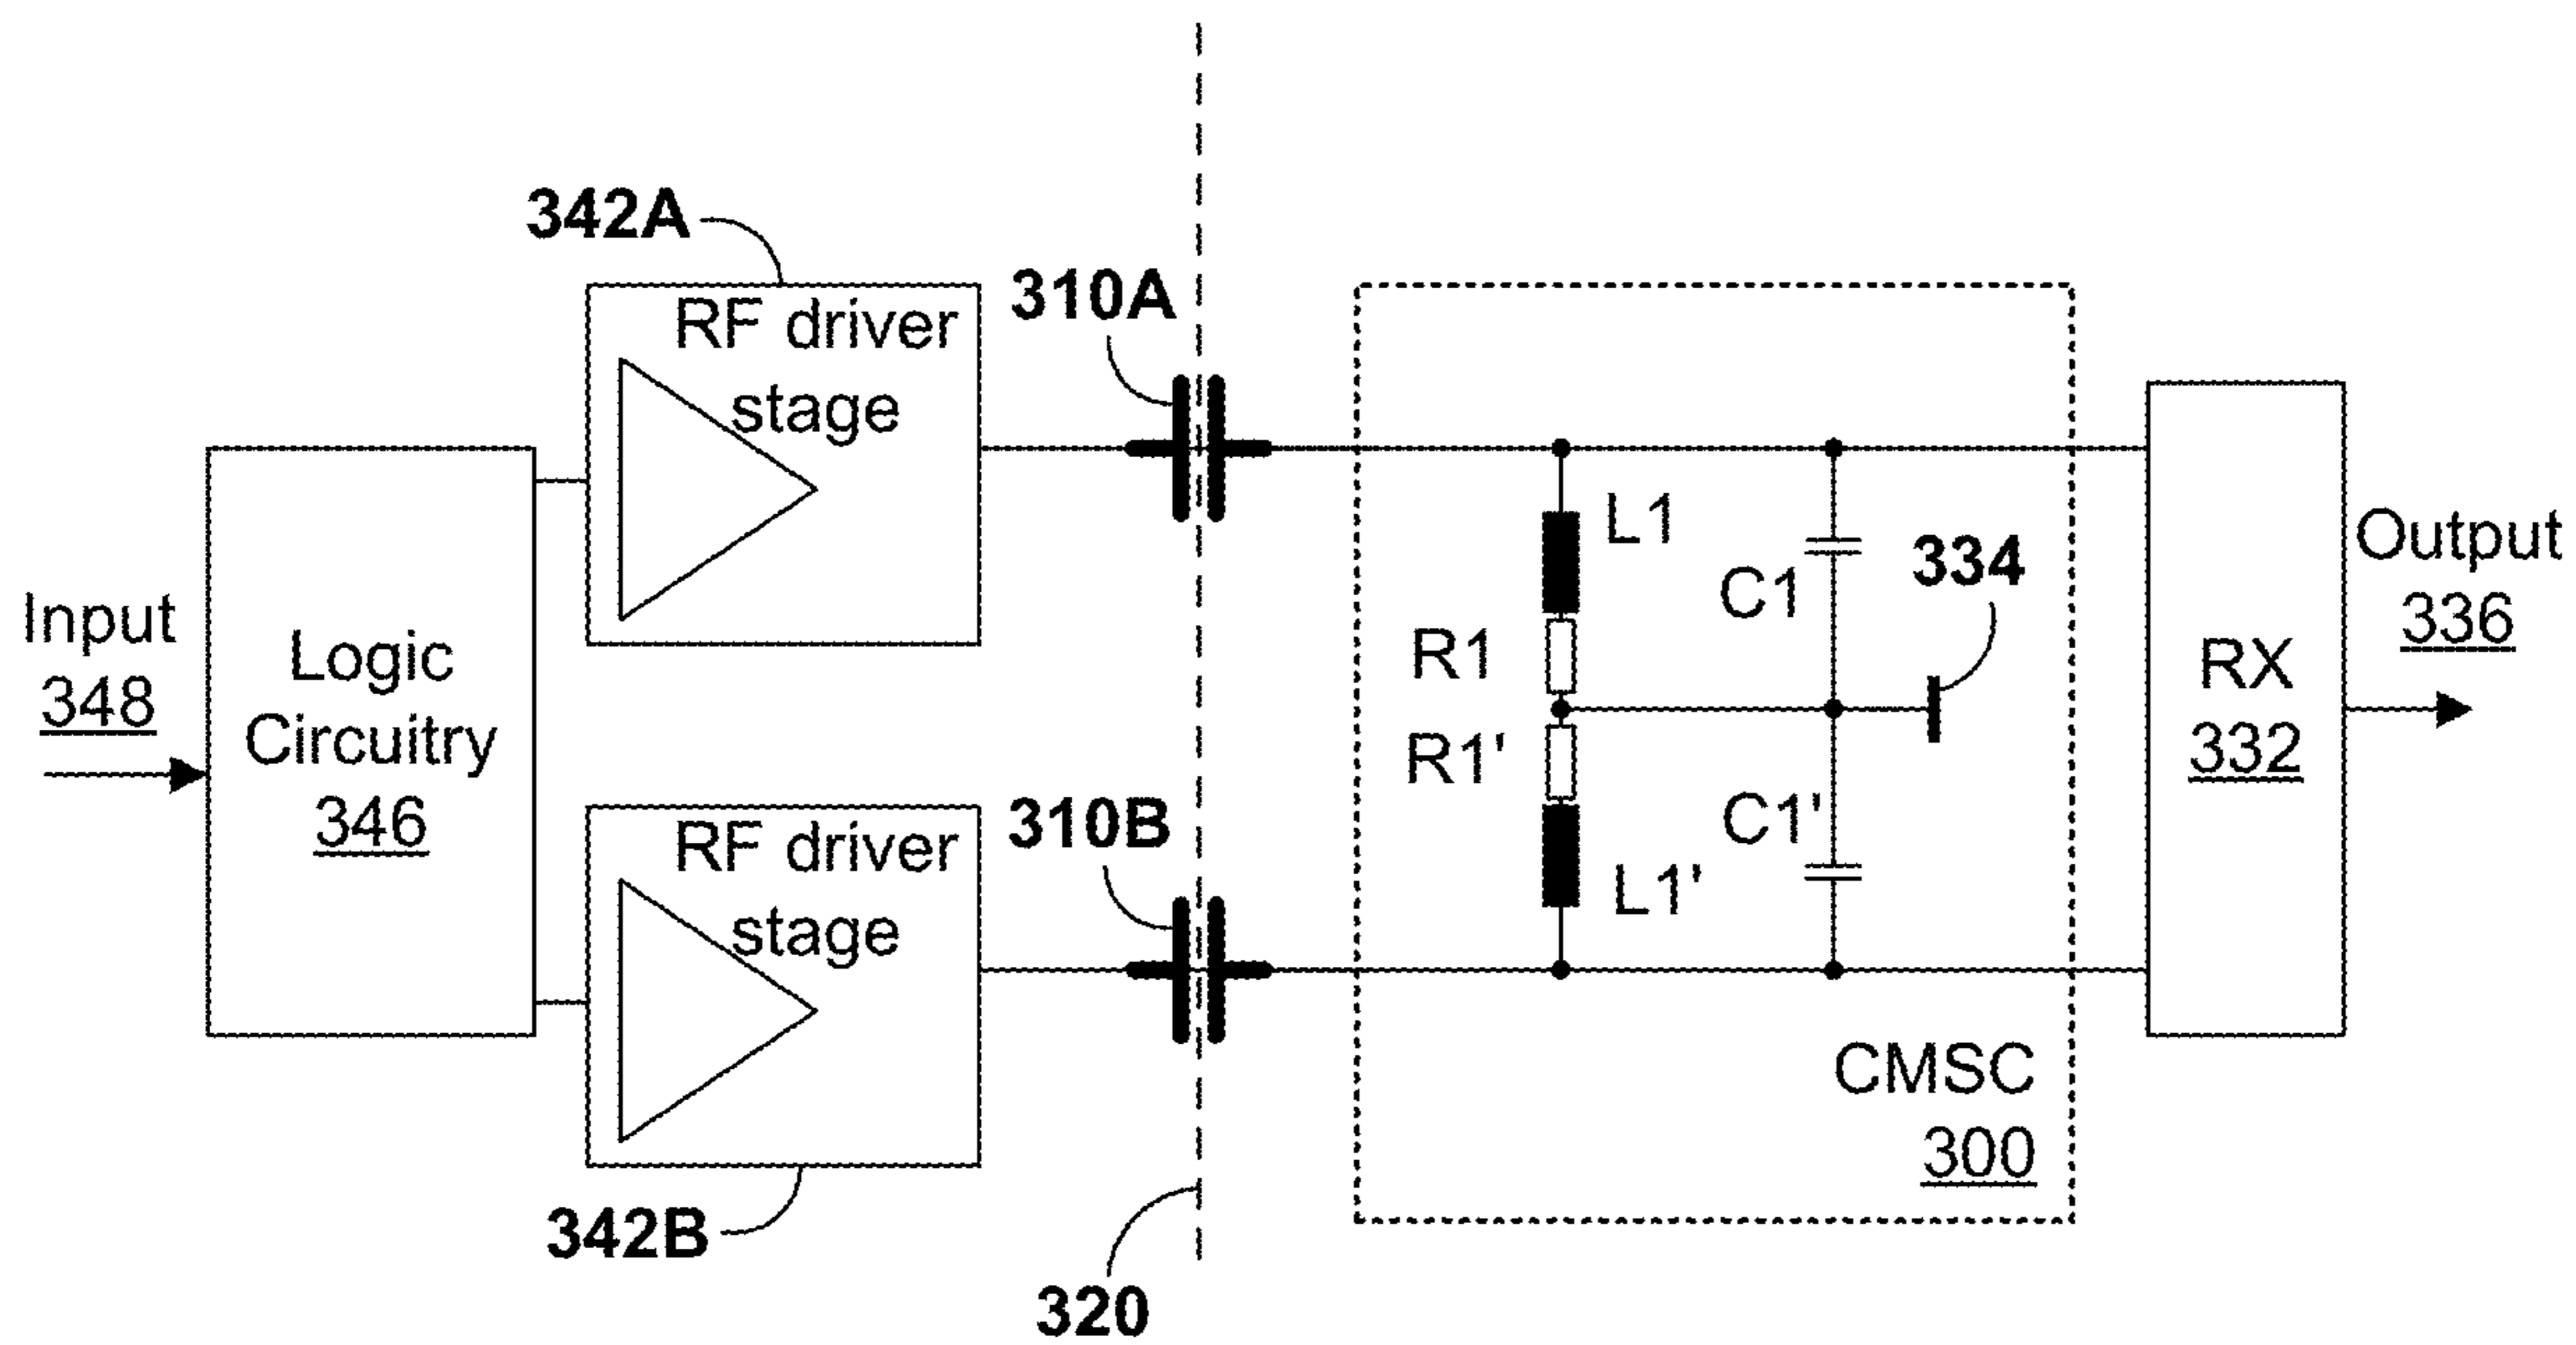 342A
RF driver
stage
310A
Input
348
Logic
Circuitry
346
L1
C1
334
R1
R1'
C1'
L1'
Output
336
RX
332
310B
RF driver
stage
342B
CMSC
300
320